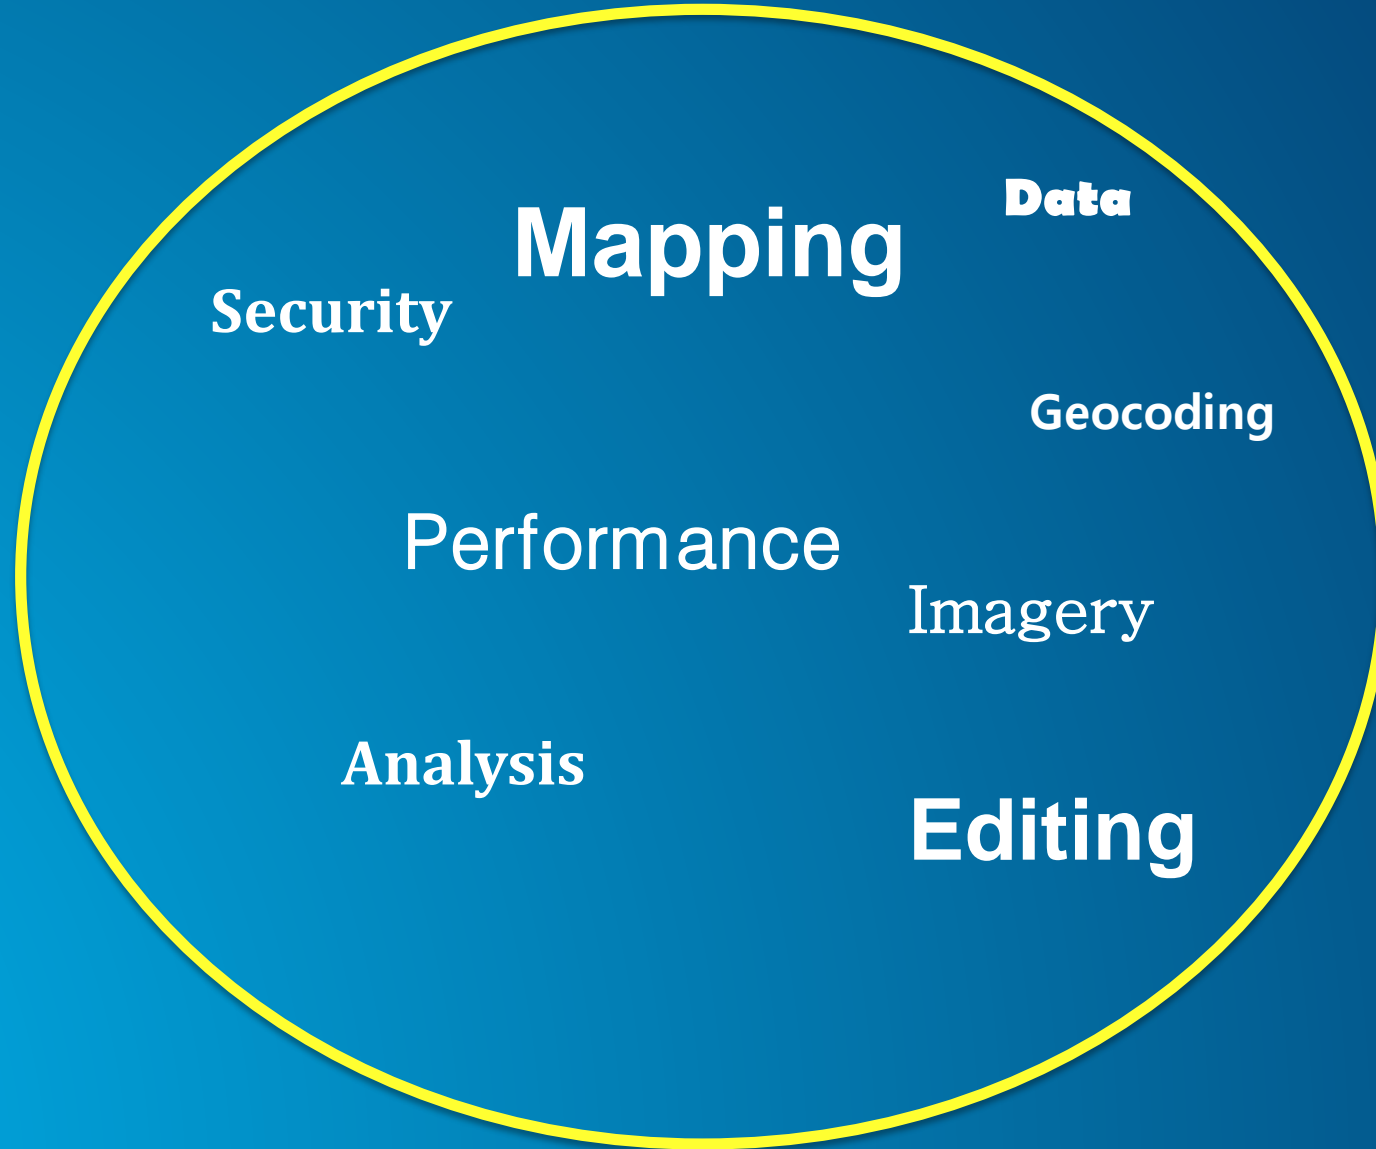 Data
Mapping
Security
Geocoding
Performance
Imagery
Analysis
Editing